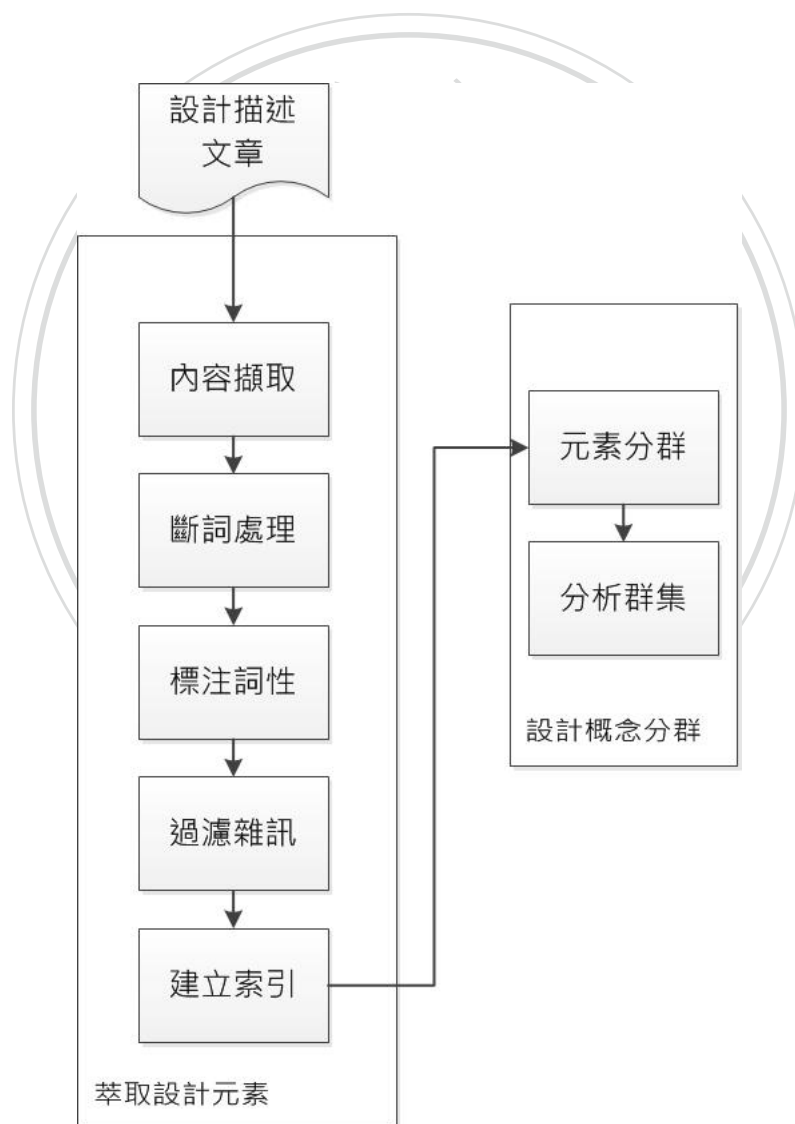 設計描述
文章
內容擷取
斷詞處理
標注詞性
過濾雜訊
建立索引
萃取設計元素
元素分群
分析群集
設計概念分群